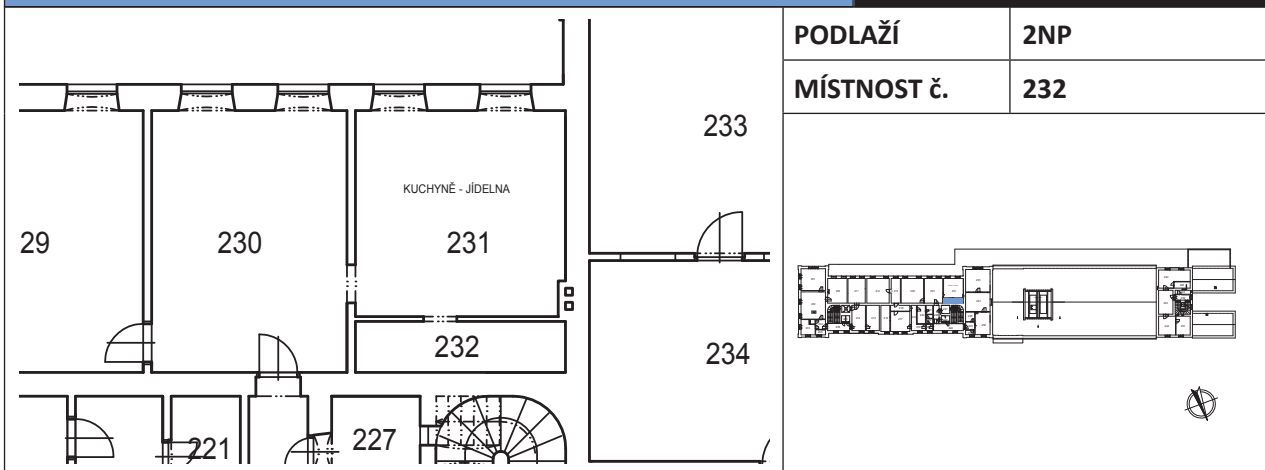 PODLAŽÍ 2NP
MÍSTNOST č. 232
233
KUCHYNĚ - JÍDELNA
29
230
231
232
234
221
227